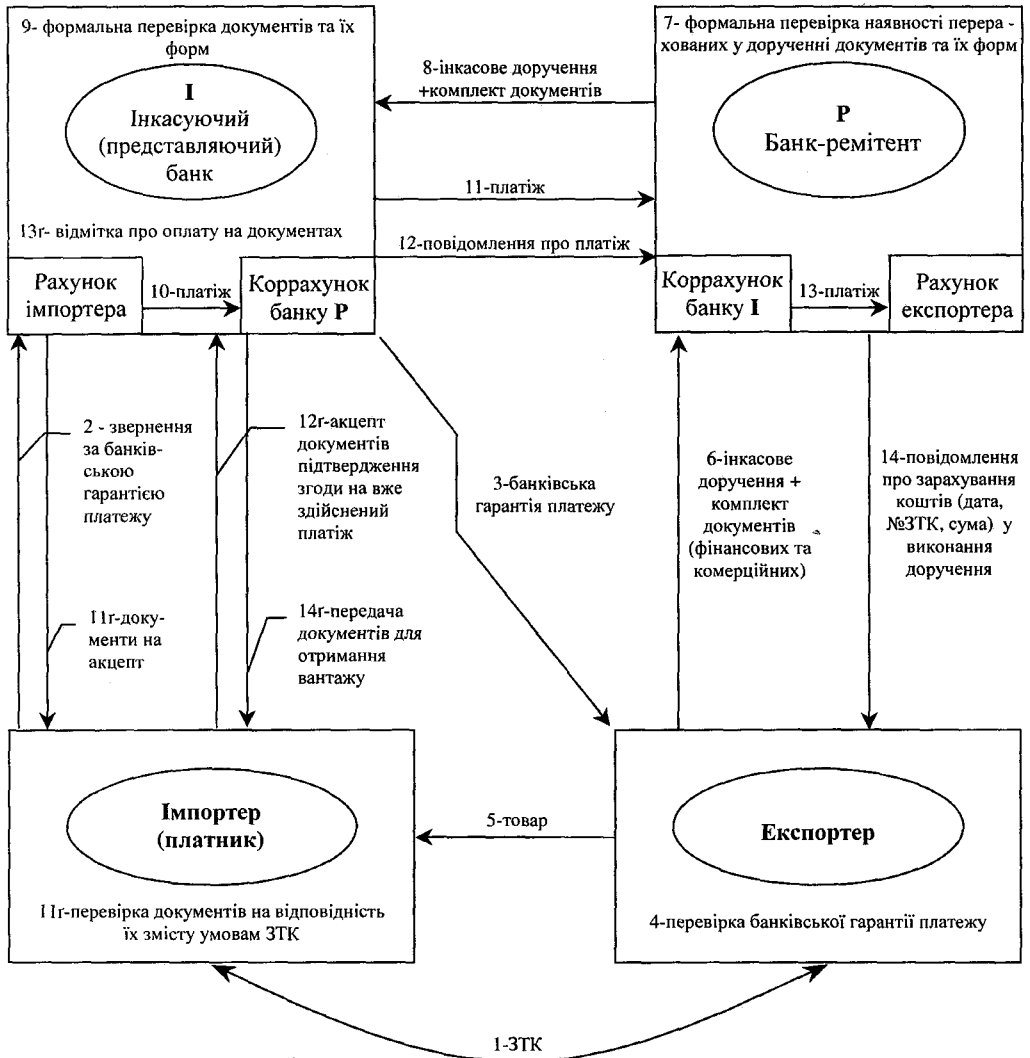 9- формальна перевірка документів та їх
форм
I
Інкасуючий
(представляючий)
банк
13г- відмітка про оплату на документах
Рахунок
імпортера
10-платіж
Коррахунок
банку Р
8-інкасове доручення
+комплект документів
11-платіж
12-повідомлення про платіж
7- формальна перевірка наявності перера -
хованих у дорученні документів та їх форм
Р
Банк-ремітент
Коррахунок
банку I
13-платіж
Рахунок
експортера
2 - звернення
за банків-
ською
гарантією
платежу
11г-доку-
менти на
акцепт
12г-акцепт
документів
підтвердження
згоди на вже
здійснений
платіж
14г-передача
документів для
отримання
вантажу
3-банківська
гарантія платежу
6-інкасове
доручення +
комплект
документів
(фінансових та
комерційних)
14-повідомлення
про зарахування
коштів (дата,
№ЗТК, сума) у
виконання
доручення
Імпортер
(платник)
11г-перевірка документів на відповідність
їх змісту умовам ЗТК
5-товар
Експортер
4-перевірка банківської гарантії платежу
1-ЗТК